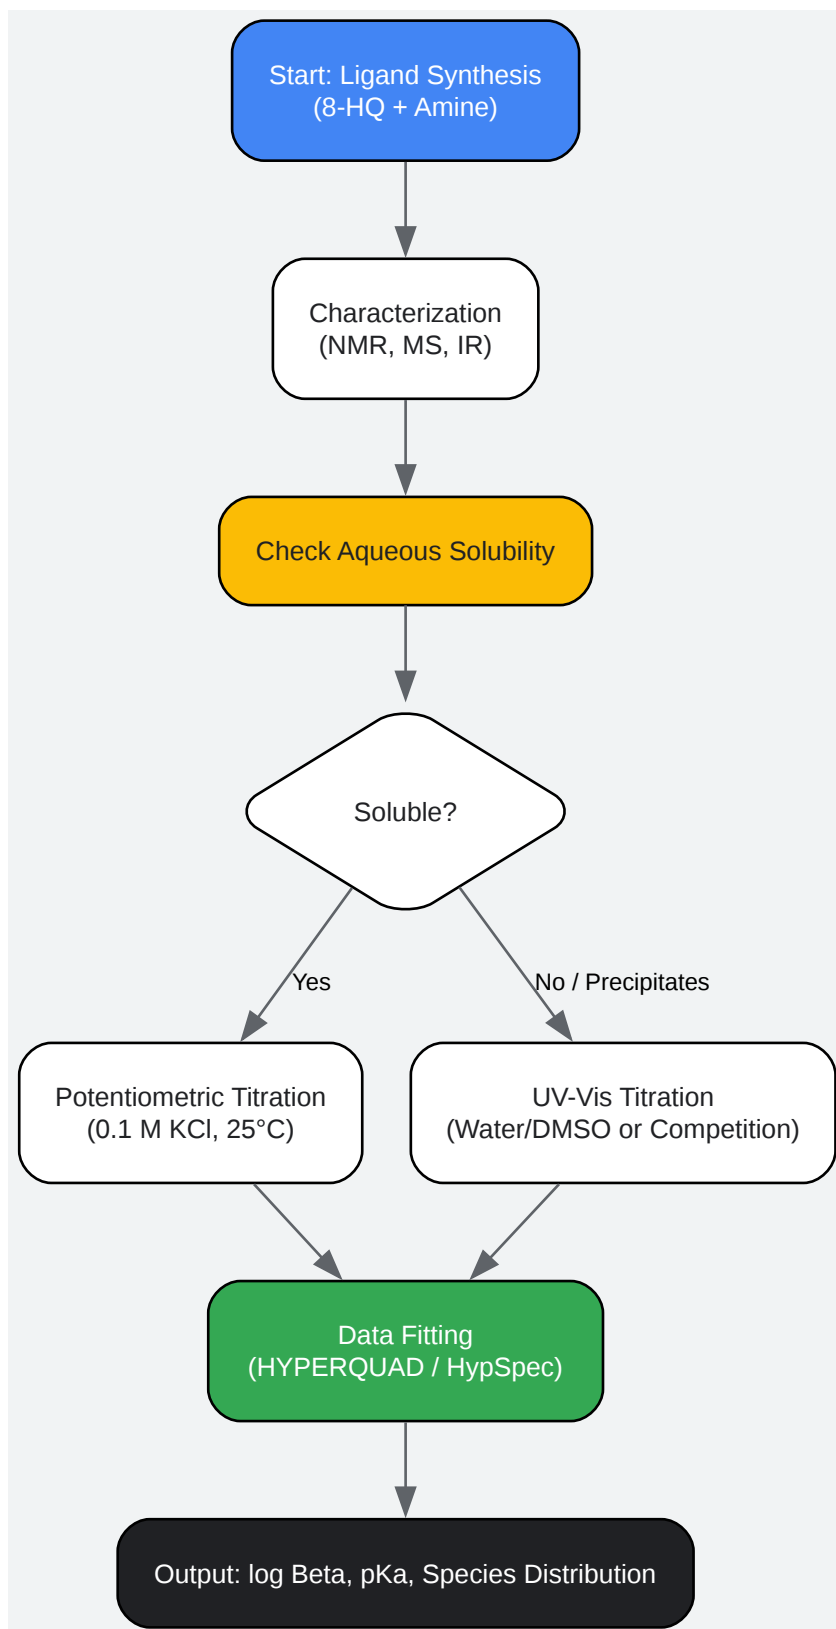 Start: Ligand Synthesis
(8-HQ + Amine)
Characterization
(NMR, MS, IR)
Check Aqueous Solubility
Soluble?
Yes
No / Precipitates
Potentiometric Titration
(0.1 M KCl, 25°C)
UV-Vis Titration
(Water/DMSO or Competition)
Data Fitting
(HYPERQUAD / HypSpec)
Output: log Beta, pKa, Species Distribution